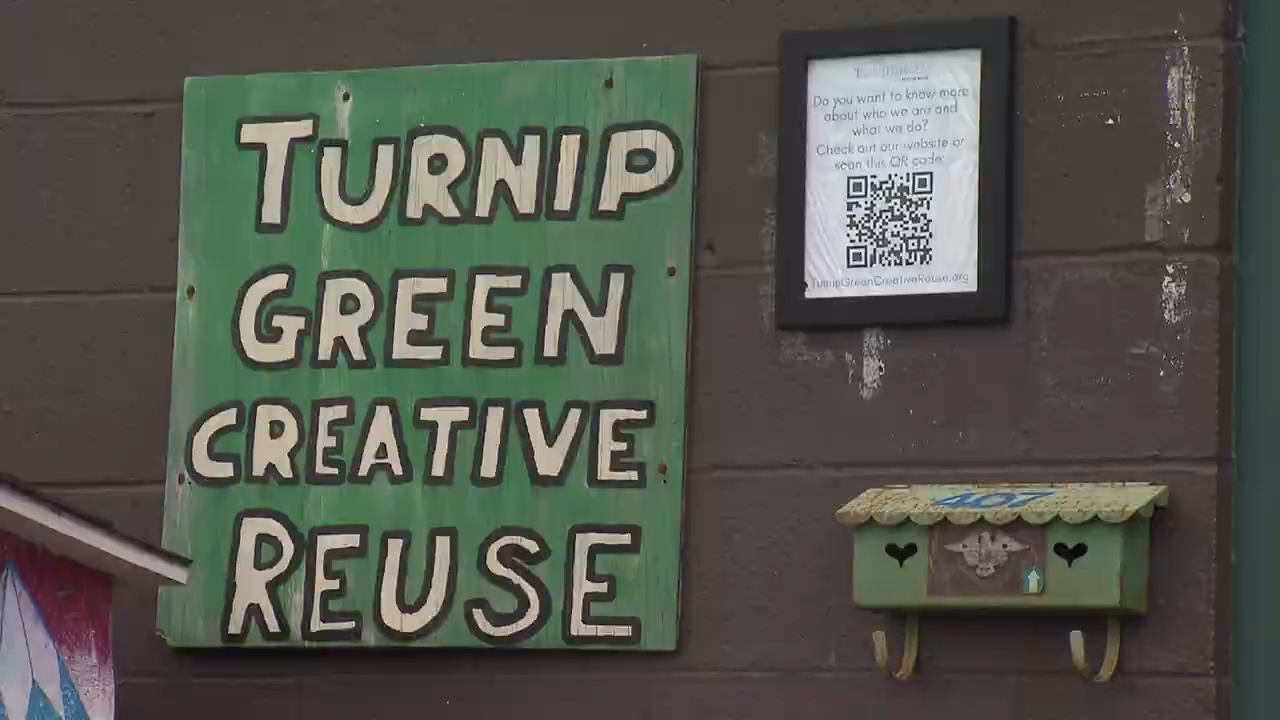 TURNIP
GREEN
CREATIVE
REUSE
Do you want to know more
about who we are and
what we do?
Check out our website or
scan this QR code:
TurnipGreenCreativeReuse.org
407